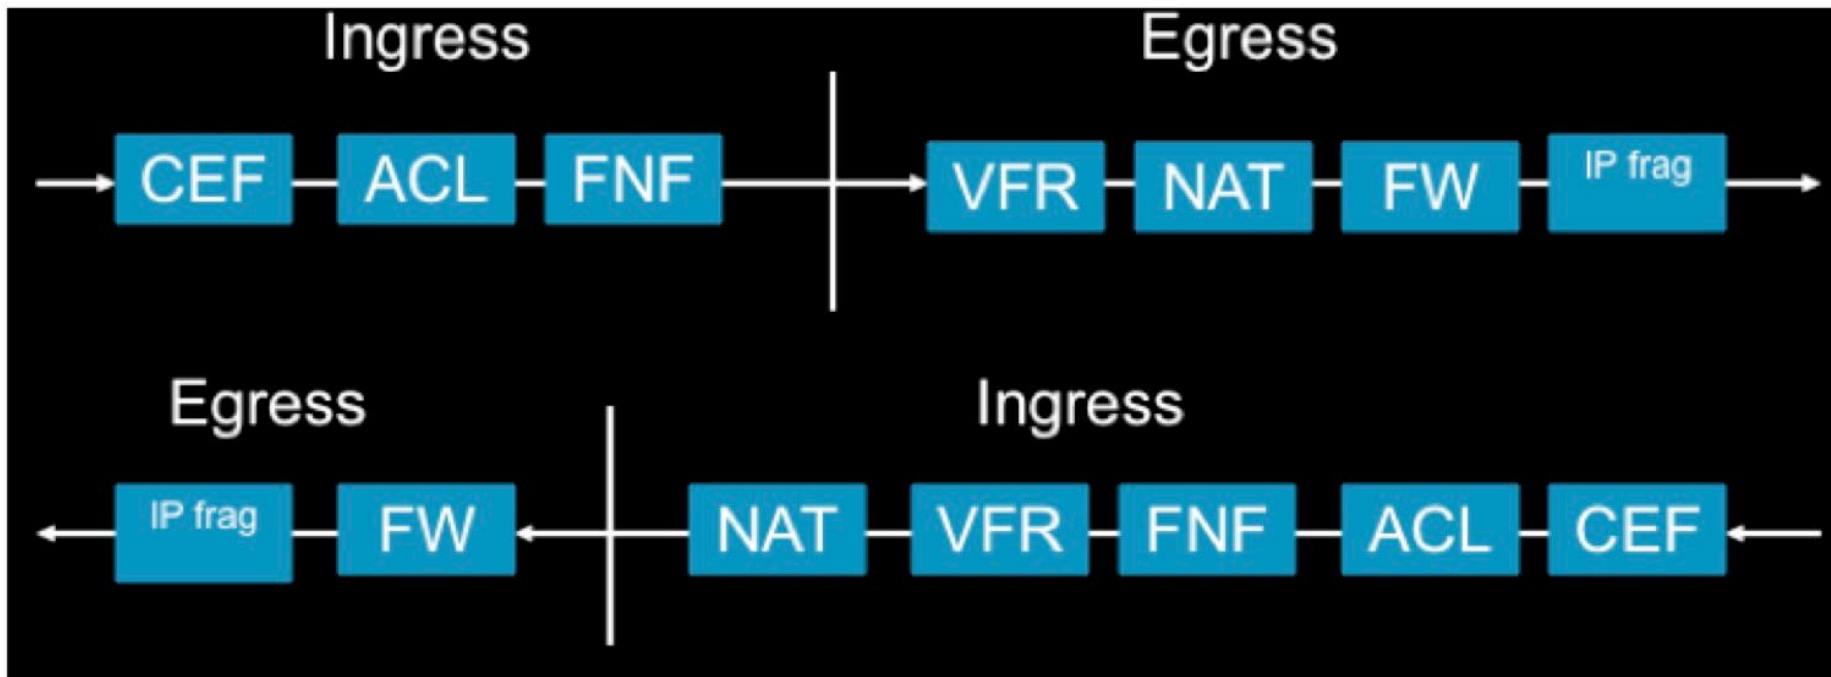 Ingress
Egress
CEF
ACL
FNF
VFR
NAT
FW
IP frag
Egress
Ingress
IP frag
FW
NAT
VFR
FNF
ACL
CEF